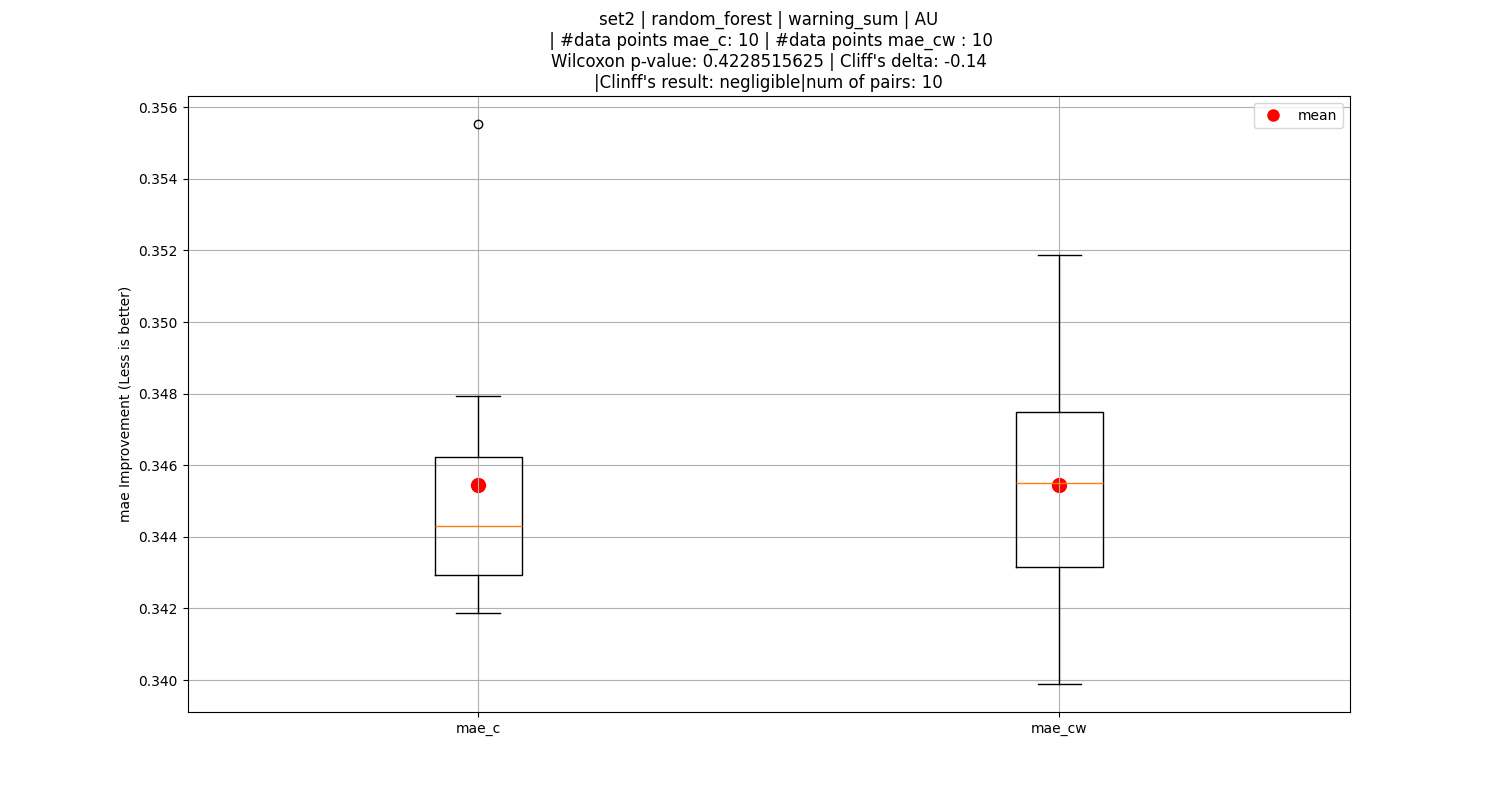 set2 | random_forest | warning_sum | AU
| #data points mae_c: 10 | #data points mae_cw : 10
Wilcoxon p-value: 0.4228515625 | Cliff's delta: -0.14
|Clinff's result: negligible|num of pairs: 10
mean
mae Improvement (Less is better)
0.356
0.354
0.352
0.350
0.348
0.346
0.344
0.342
0.340
mae_c
mae_cw